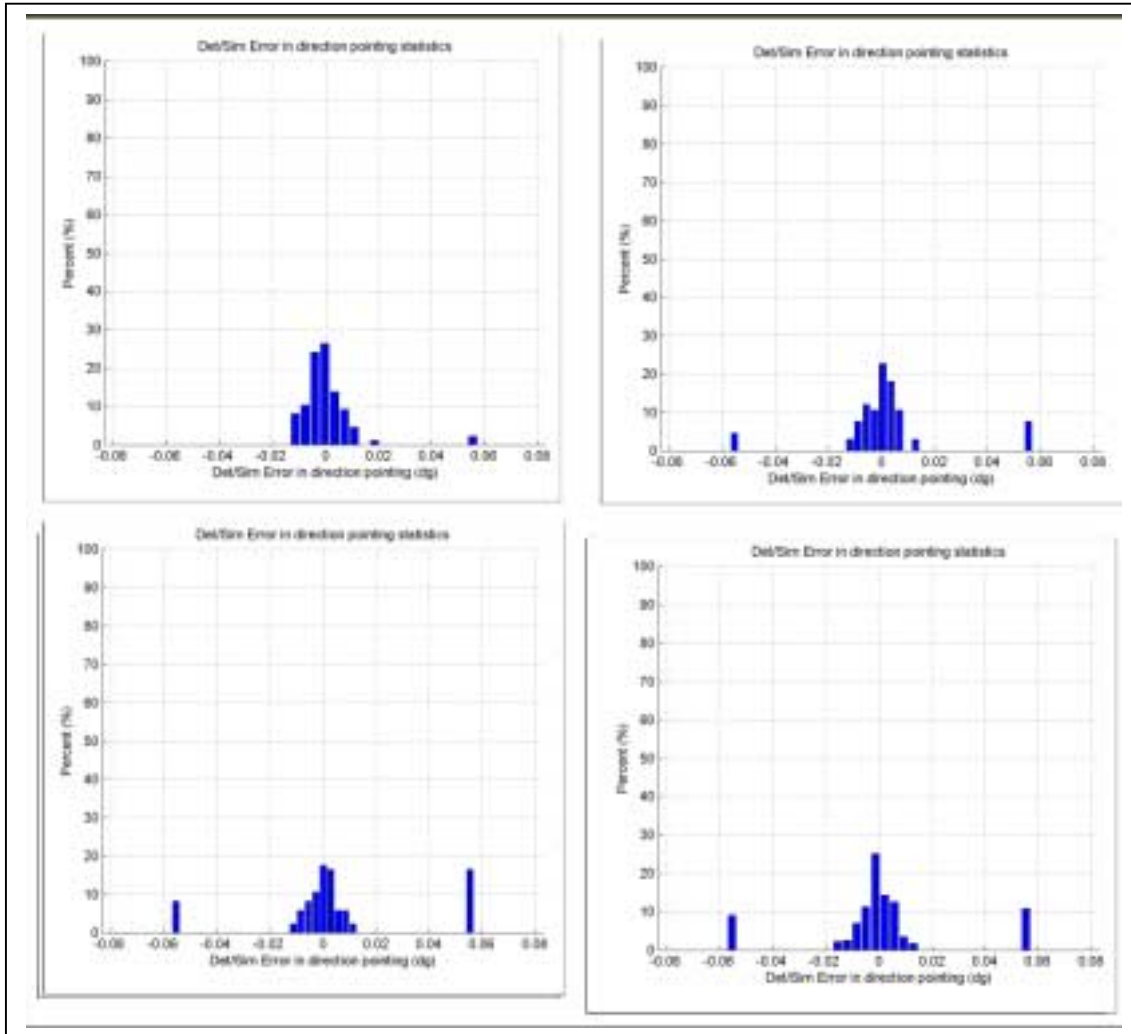 Det/Sim Error in direction pointing statistics
100
90
80
70
60
50
40
30
20
10
0
Percent (%)
-0.08 -0.06 -0.04 -0.02 0 0.02 0.04 0.06 0.08
Det/Sim Error in direction pointing (dg)
Det/Sim Error in direction pointing statistics
100
90
80
70
60
50
40
30
20
10
0
Percent (%)
-0.08 -0.06 -0.04 -0.02 0 0.02 0.04 0.06 0.08
Det/Sim Error in direction pointing (dg)
Det/Sim Error in direction pointing statistics
100
90
80
70
60
50
40
30
20
10
0
Percent (%)
-0.08 -0.06 -0.04 -0.02 0 0.02 0.04 0.06 0.08
Det/Sim Error in direction pointing (dg)
Det/Sim Error in direction pointing statistics
100
90
80
70
60
50
40
30
20
10
0
Percent (%)
-0.08 -0.06 -0.04 -0.02 0 0.02 0.04 0.06 0.08
Det/Sim Error in direction pointing (dg)